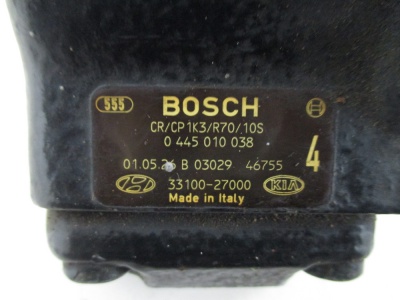 555 BOSCH
CR/CP1K3/R70/10S
0 445 010 038
01.05.26 B 03029 46755 4
33100-27000 KIA
Made in Italy